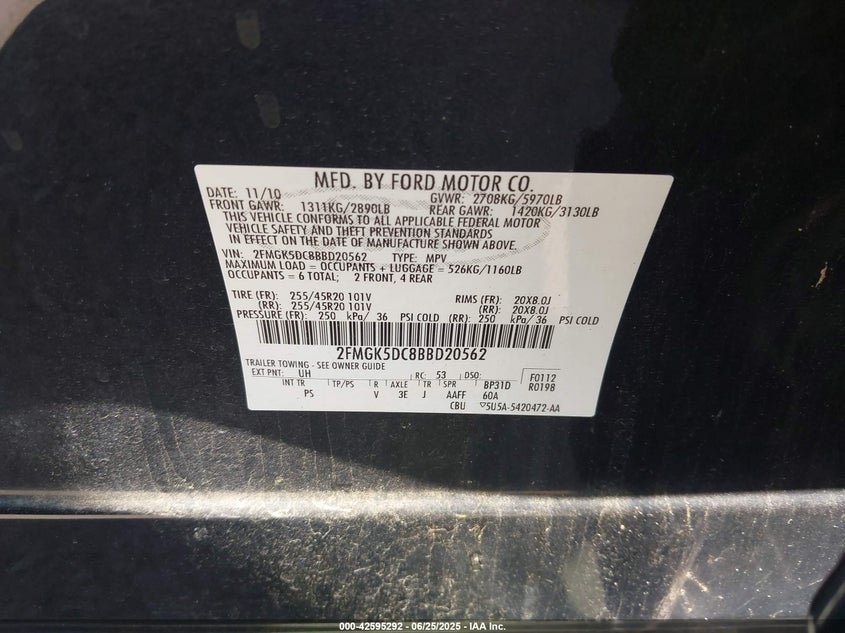 MFD. BY FORD MOTOR CO.
DATE: 11/10 GVWR: 2708KG/5970LB
FRONT GAWR: 1311KG/2890LB REAR GAWR: 1420KG/3130LB
THIS VEHICLE CONFORMS TO ALL APPLICABLE FEDERAL MOTOR
VEHICLE SAFETY AND THEFT PREVENTION STANDARDS
IN EFFECT ON THE DATE OF MANUFACTURE SHOWN ABOVE.
VIN: 2FMGK5DC8BBD20562 TYPE: MPV
MAXIMUM LOAD = OCCUPANTS + LUGGAGE = 526KG/1160LB
OCCUPANTS = 6 TOTAL; 2 FRONT, 4 REAR
TIRE (FR): 255/45R20 101V RIMS (FR): 20X8.0J
(RR): 255/45R20 101V (RR): 20X8.0J
PRESSURE (FR): 250 kPa/ 36 PSI COLD (RR): 250 kPa/ 36 PSI COLD
2FMGK5DC8BBD20562
TRAILER TOWING - SEE OWNER GUIDE
EXT PNT: UH RC: 53 DSO: F0112
INT TR TP/PS R AXLE TR SPR BP31D R0198
PS V 3E J AAFF 60A
CBU ▽5U5A-5420472-AA
000-42595292 - 06/25/2025 - IAA Inc.